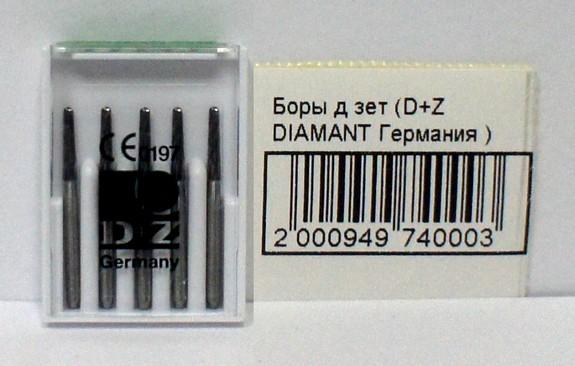 CE 0197
D Z
Germany
Боры д зет (D+Z
DIAMANT Германия )
2 000949 740003